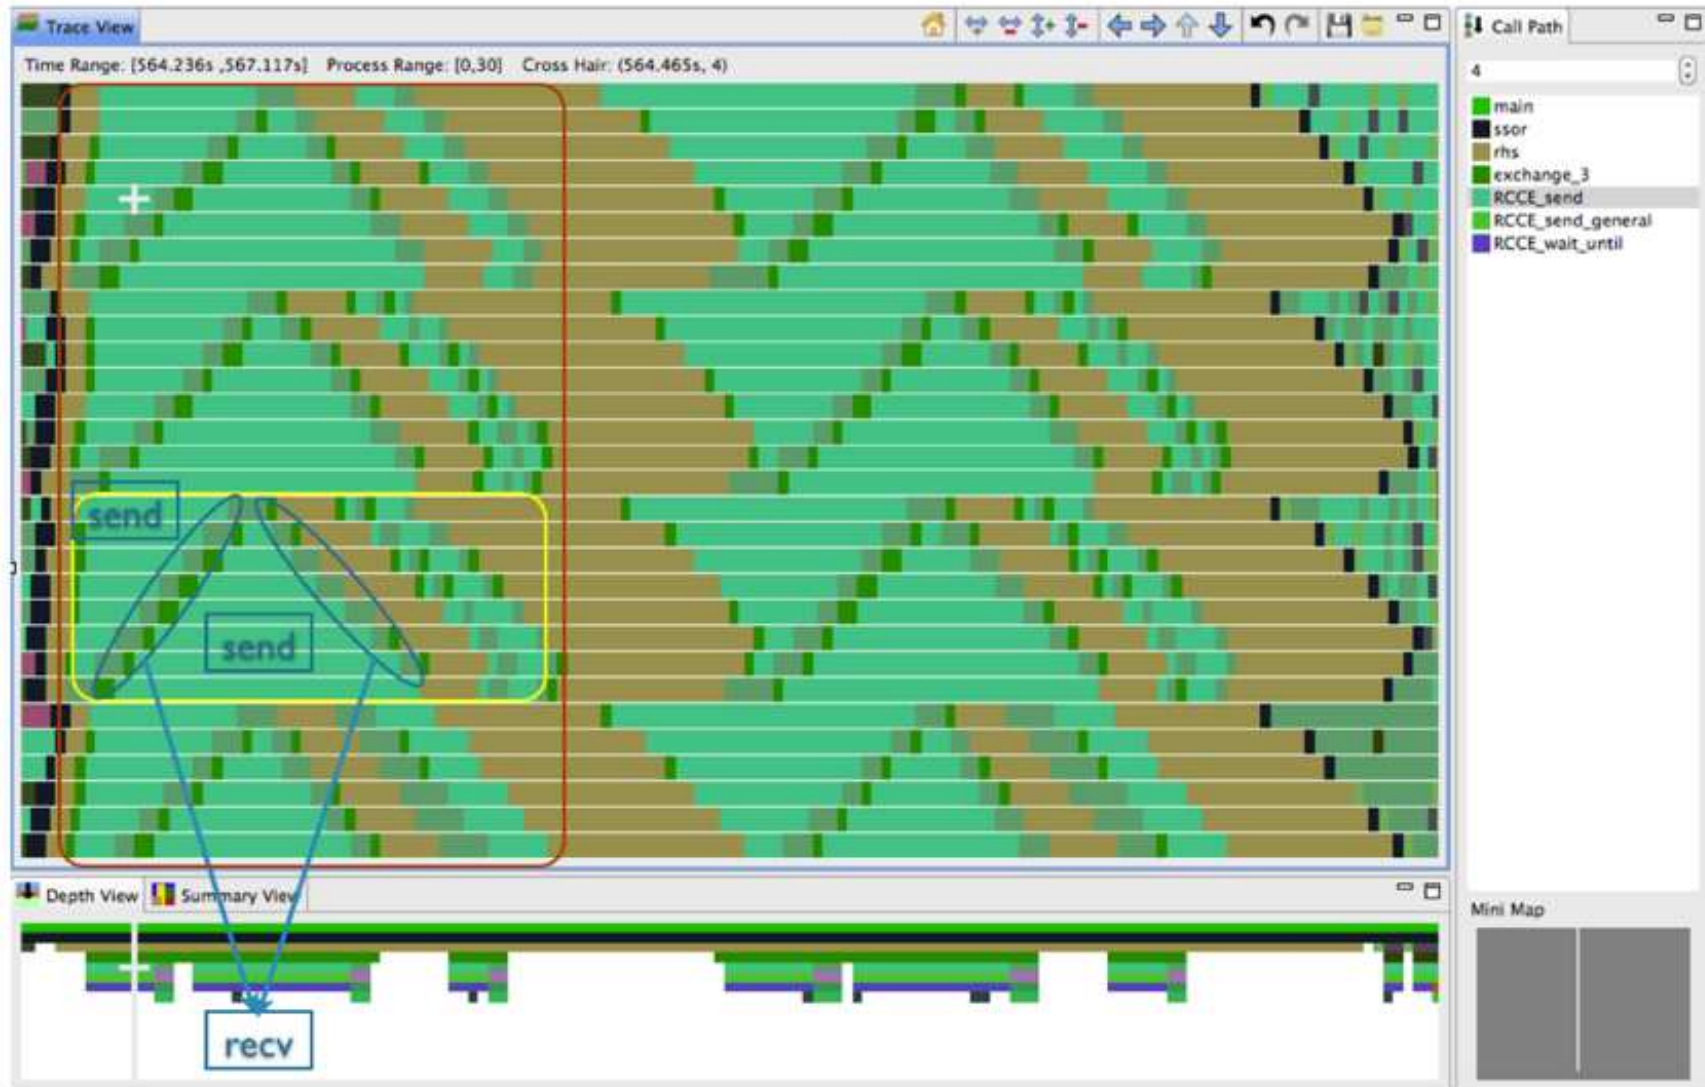 Trace View
Call Path
Time Range: [564.236s ,567.117s] Process Range: [0,30] Cross Hair: (564.465s, 4)
4
main
ssor
rhs
exchange_3
RCCE_send
RCCE_send_general
RCCE_wait_until
send
send
Depth View
Summary View
Mini Map
recv